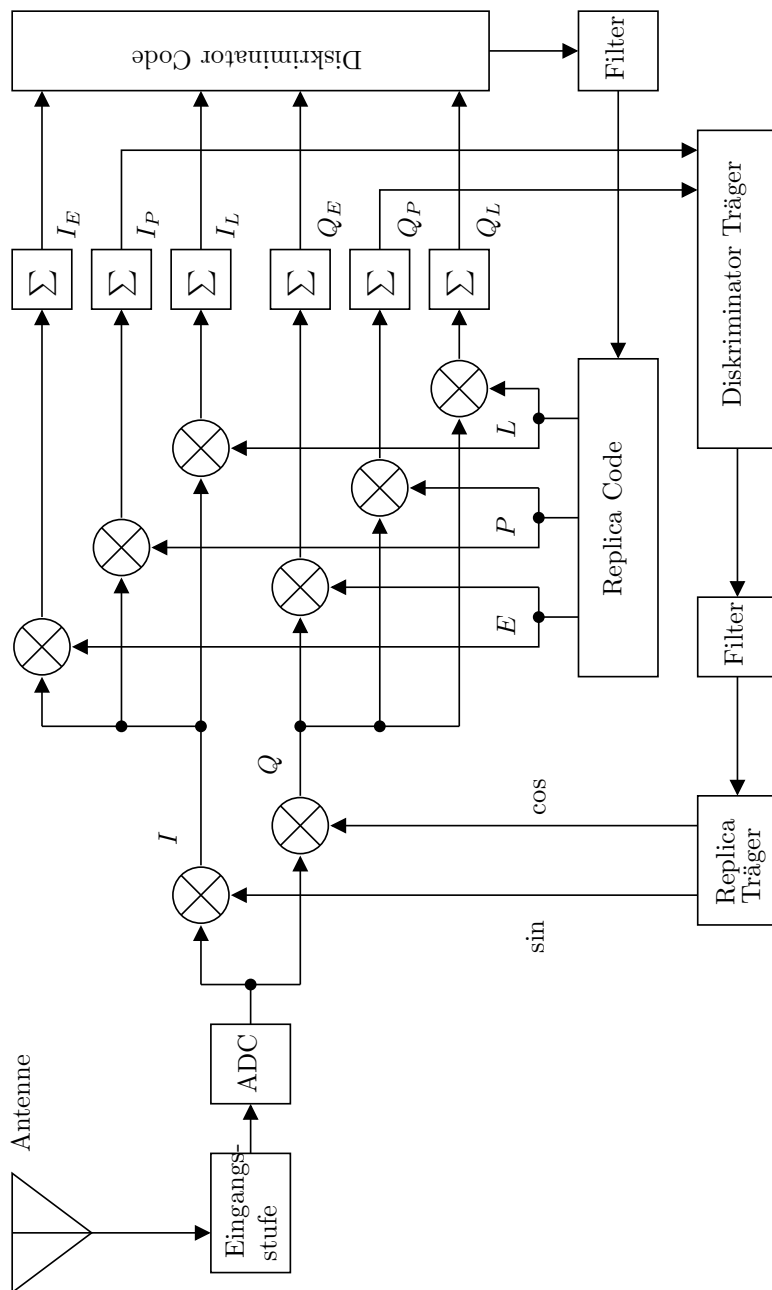 Antenne
Eingangs-
stufe
ADC
I
Q
sin
cos
Replica
Träger
E
P
L
Replica Code
Σ
Σ
Σ
Σ
Σ
Σ
I_E
I_P
I_L
Q_E
Q_P
Q_L
Diskriminator Code
Filter
Diskriminator Träger
Filter